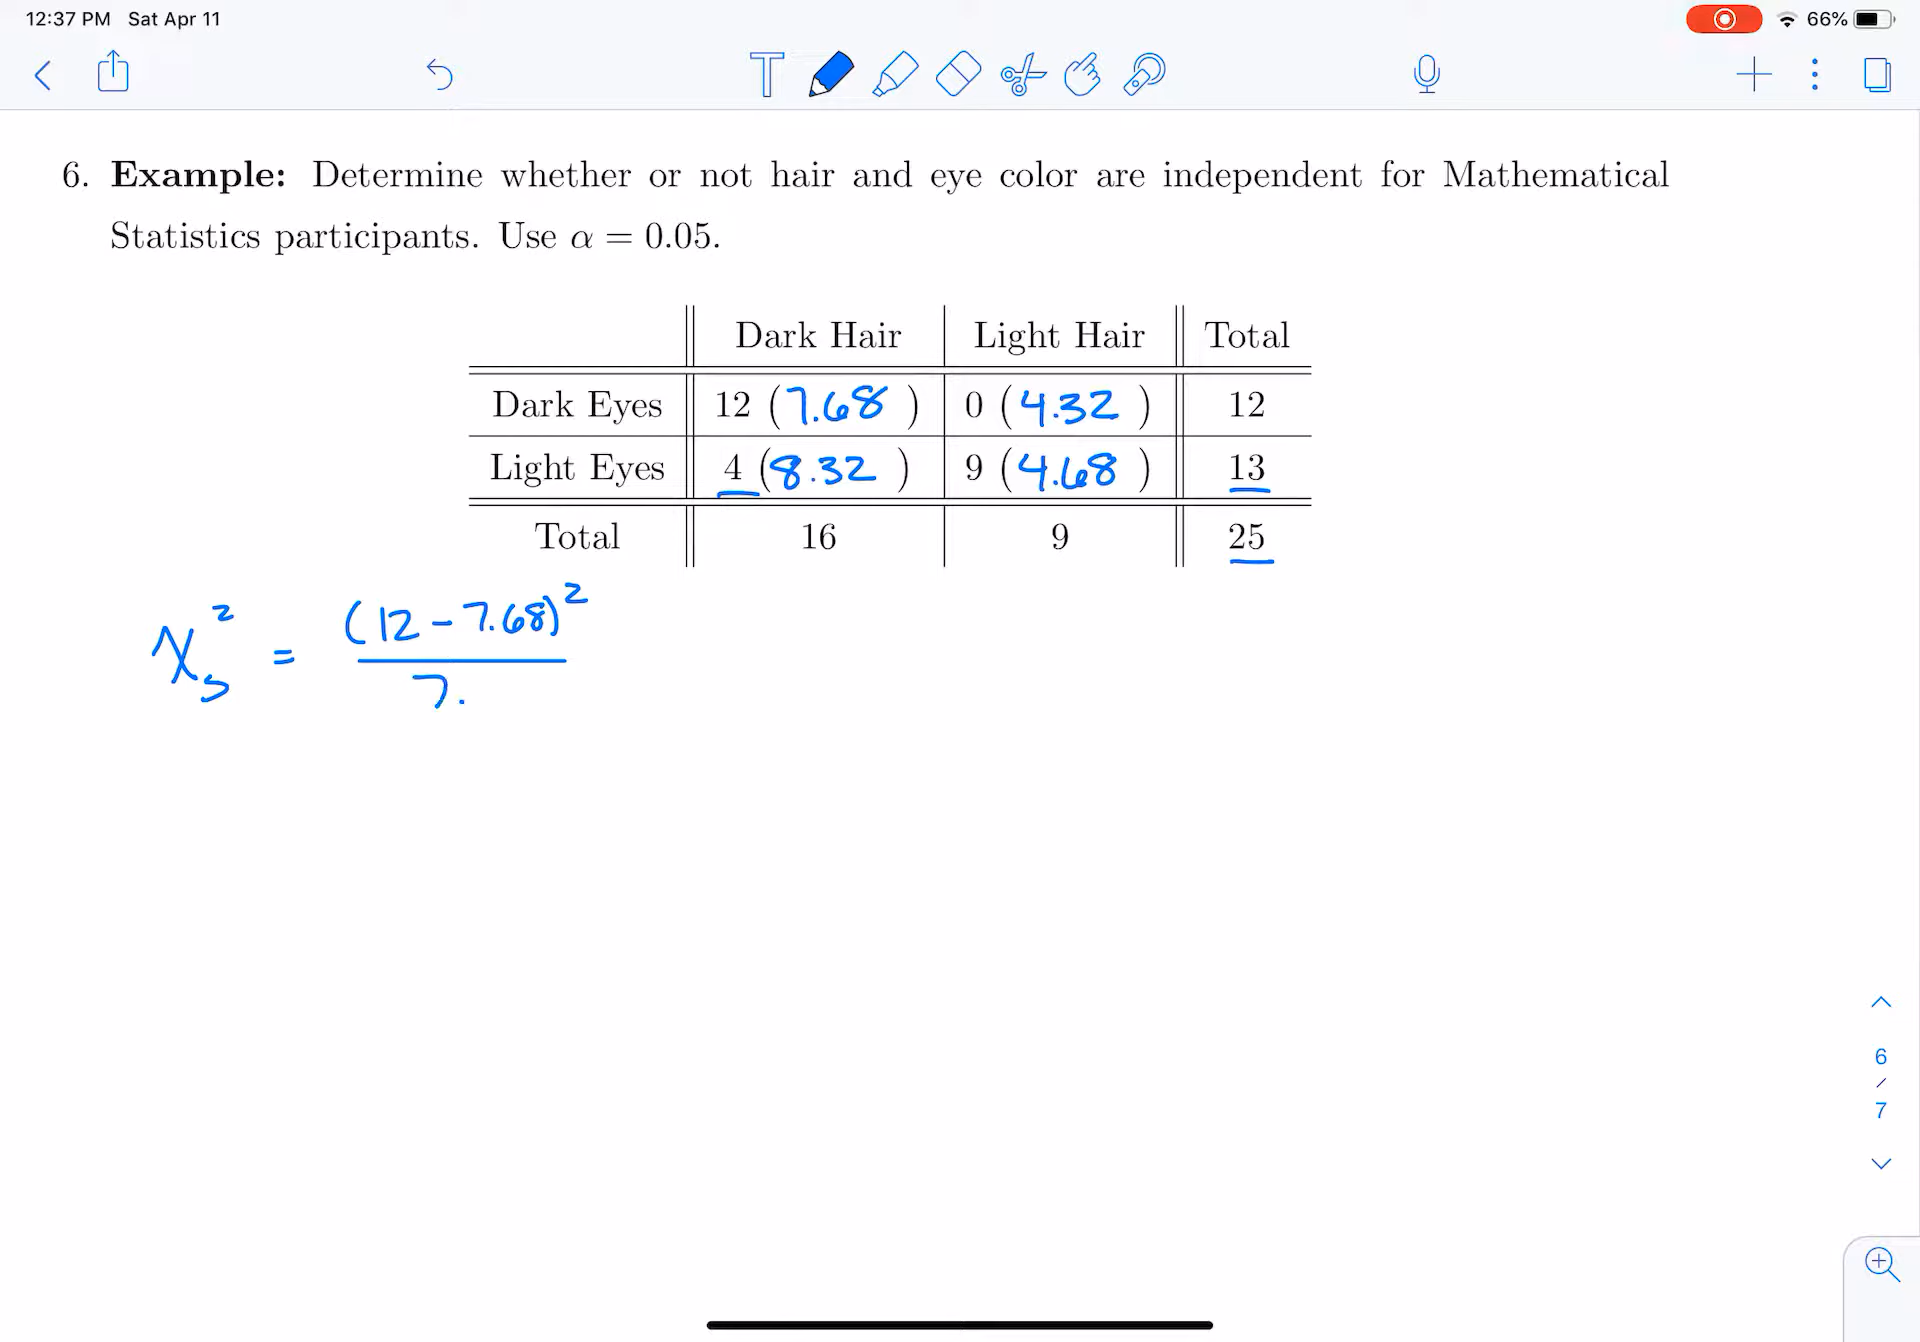 12:37 PM Sat Apr 11
66%
T
6. Example: Determine whether or not hair and eye color are independent for Mathematical
Statistics participants. Use α = 0.05.
Dark Hair Light Hair Total
Dark Eyes 12 (7.68) 0 (4.32) 12
Light Eyes 4 (8.32) 9 (4.68) 13
Total 16 9 25
χ²ₛ = (12 - 7.68)²
7.
6
/
7